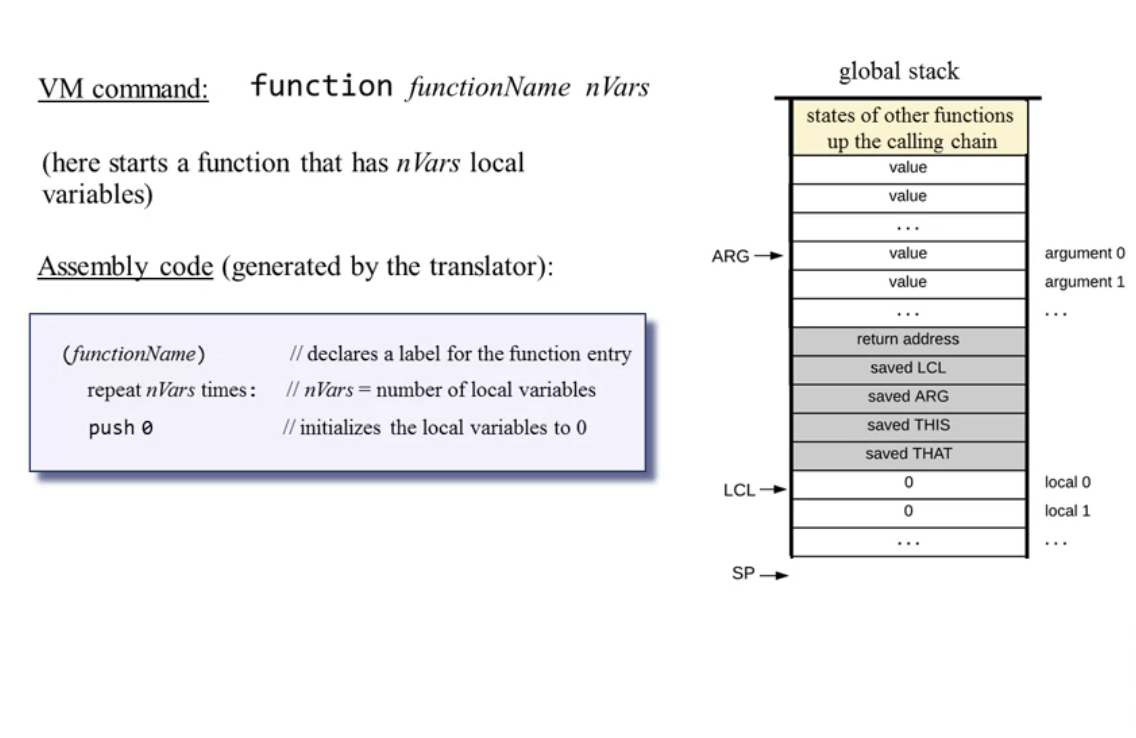 VM command: function functionName nVars
(here starts a function that has nVars local
variables)
Assembly code (generated by the translator):
(functionName) // declares a label for the function entry
repeat nVars times: // nVars = number of local variables
push 0 // initializes the local variables to 0
global stack
states of other functions
up the calling chain
value
value
...
ARG value argument 0
value argument 1
... ...
return address
saved LCL
saved ARG
saved THIS
saved THAT
LCL 0 local 0
0 local 1
... ...
SP